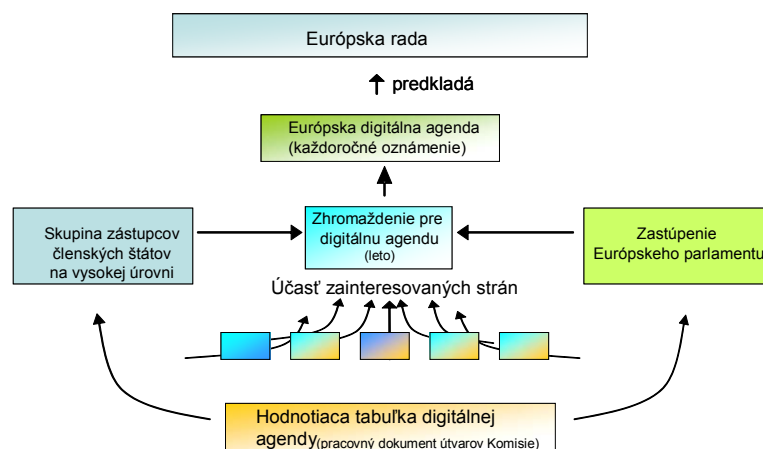 Európska rada
predkladá
Európska digitálna agenda
(každoročné oznámenie)
Skupina zástupcov
členských štátov
na vysokej úrovni
Zhromaždenie pre
digitálnu agendu
(leto)
Zastúpenie
Európskeho parlamentu
Účasť zainteresovaných strán
Hodnotiaca tabuľka digitálnej
agendy(pracovný dokument útvarov Komisie)